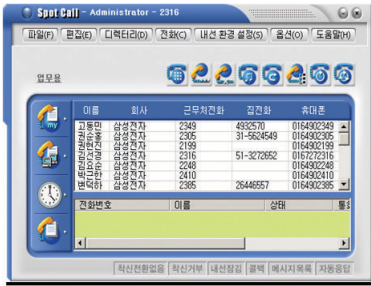 Spot Call - Administrator - 2316
파일(F) 편집(E) 디렉터리(D) 전화(C) 내선 환경 설정(S) 옵션(O) 도움말(H)
업무용
이름 회사 근무처전화 집전화 휴대폰
고동민 삼성전자 2349 4932570 0164902349
권순홍 삼성전자 2305 31-5624549 0164902305
권현진 삼성전자 2199 0164902199
김선경 삼성전자 2316 51-3272652 0167272316
김요순 삼성전자 2248 0164902248
박근한 삼성전자 2410 0164902410
변덕하 삼성전자 2385 26446557 0164902385
전화번호 이름 상태
착신전환없음 착신거부 내선잠김 콜백 메시지목록 자동응답